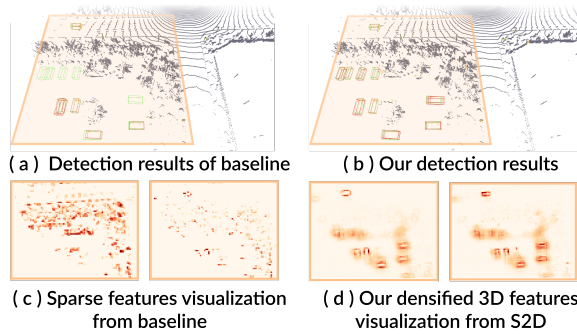 ( a ) Detection results of baseline
( b ) Our detection results
( c ) Sparse features visualization
from baseline
( d ) Our densified 3D features
visualization from S2D